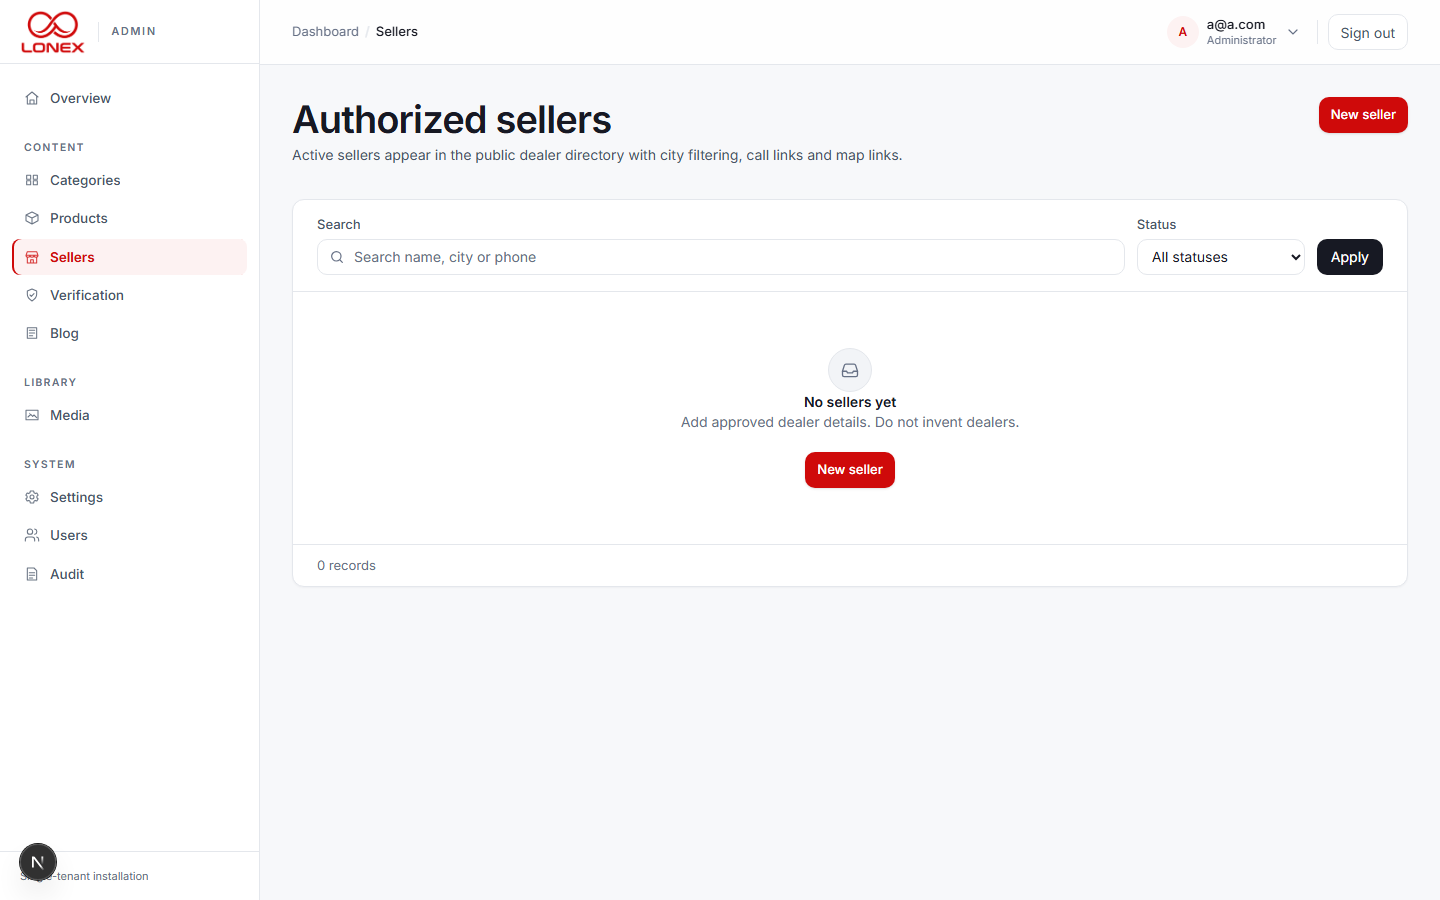 LONEX
ADMIN
Dashboard / Sellers
A
a@a.com
Administrator
Sign out
Overview
CONTENT
Categories
Products
Sellers
Verification
Blog
LIBRARY
Media
SYSTEM
Settings
Users
Audit
N
-tenant installation
Authorized sellers
New seller
Active sellers appear in the public dealer directory with city filtering, call links and map links.
Search
Status
Search name, city or phone
All statuses
Apply
No sellers yet
Add approved dealer details. Do not invent dealers.
New seller
0 records